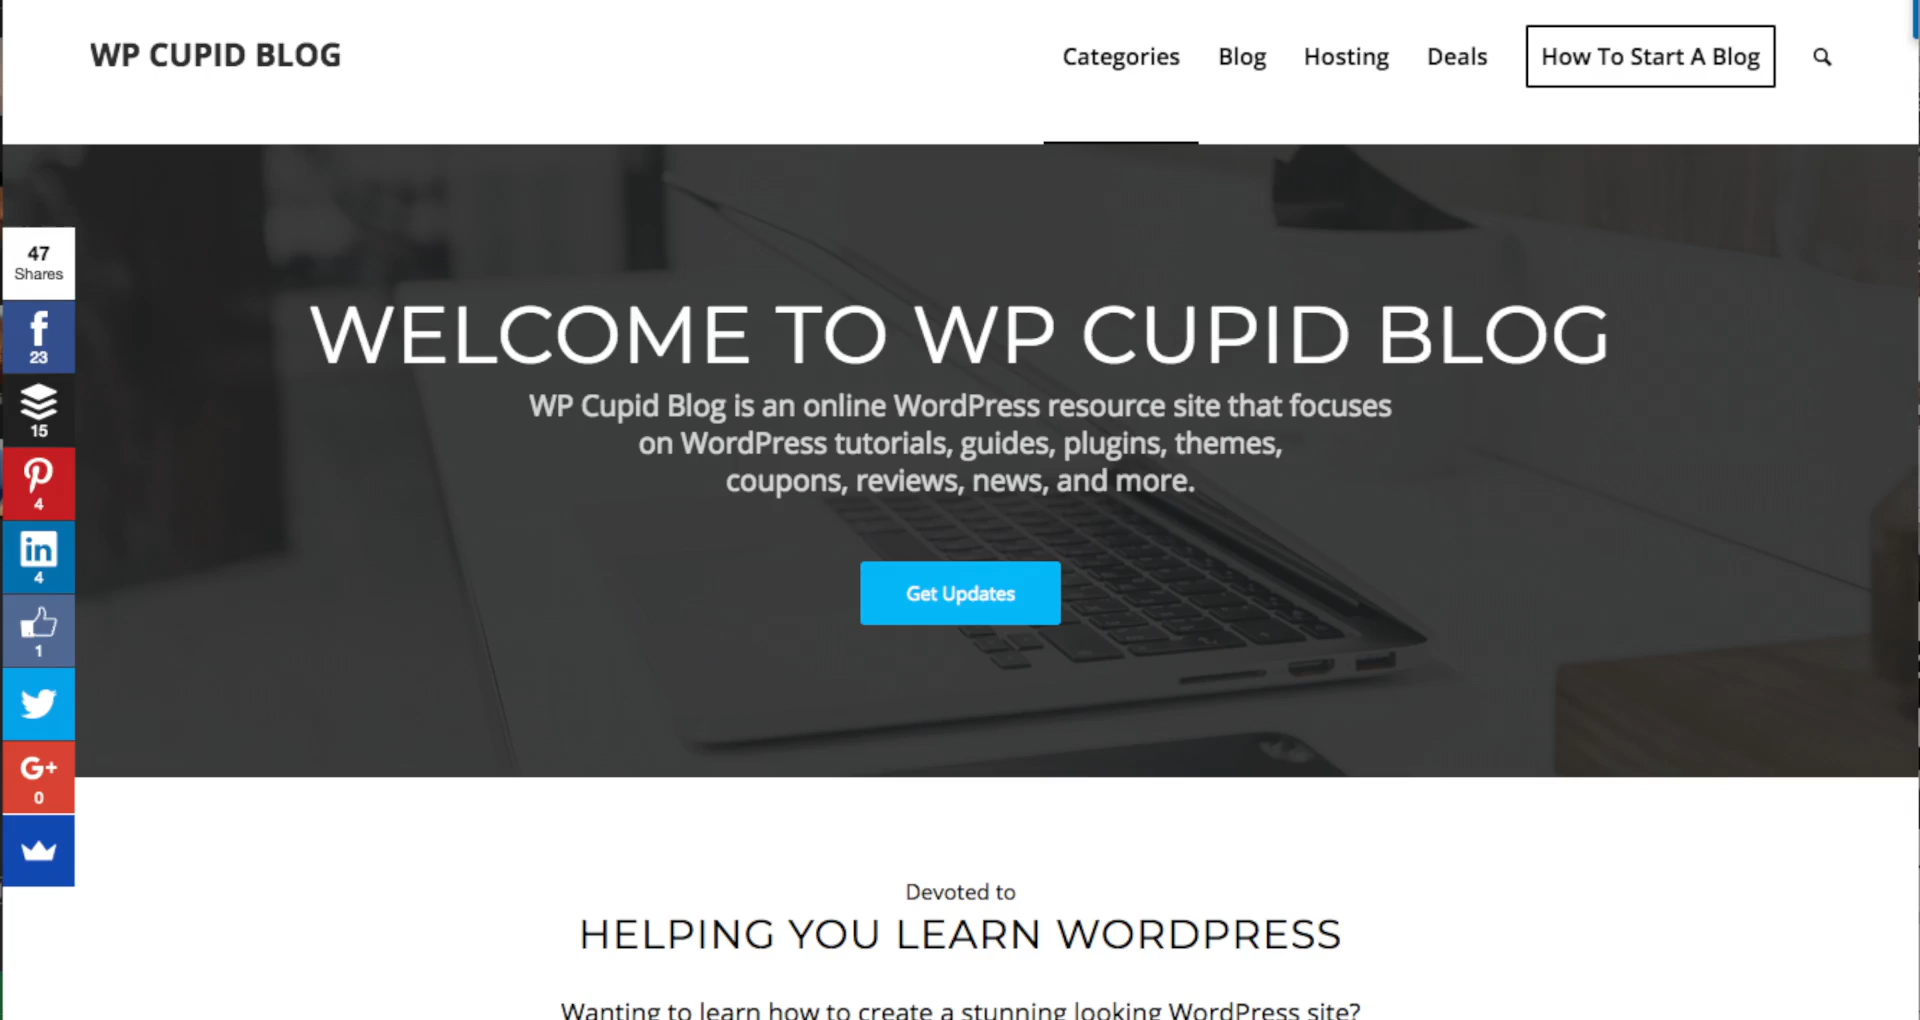 WP CUPID BLOG
Categories Blog Hosting Deals How To Start A Blog
47
Shares
23
15
4
in
4
1
G+
0
WELCOME TO WP CUPID BLOG
WP Cupid Blog is an online WordPress resource site that focuses
on WordPress tutorials, guides, plugins, themes,
coupons, reviews, news, and more.
Get Updates
Devoted to
HELPING YOU LEARN WORDPRESS
Wanting to learn how to create a stunning looking WordPress site?